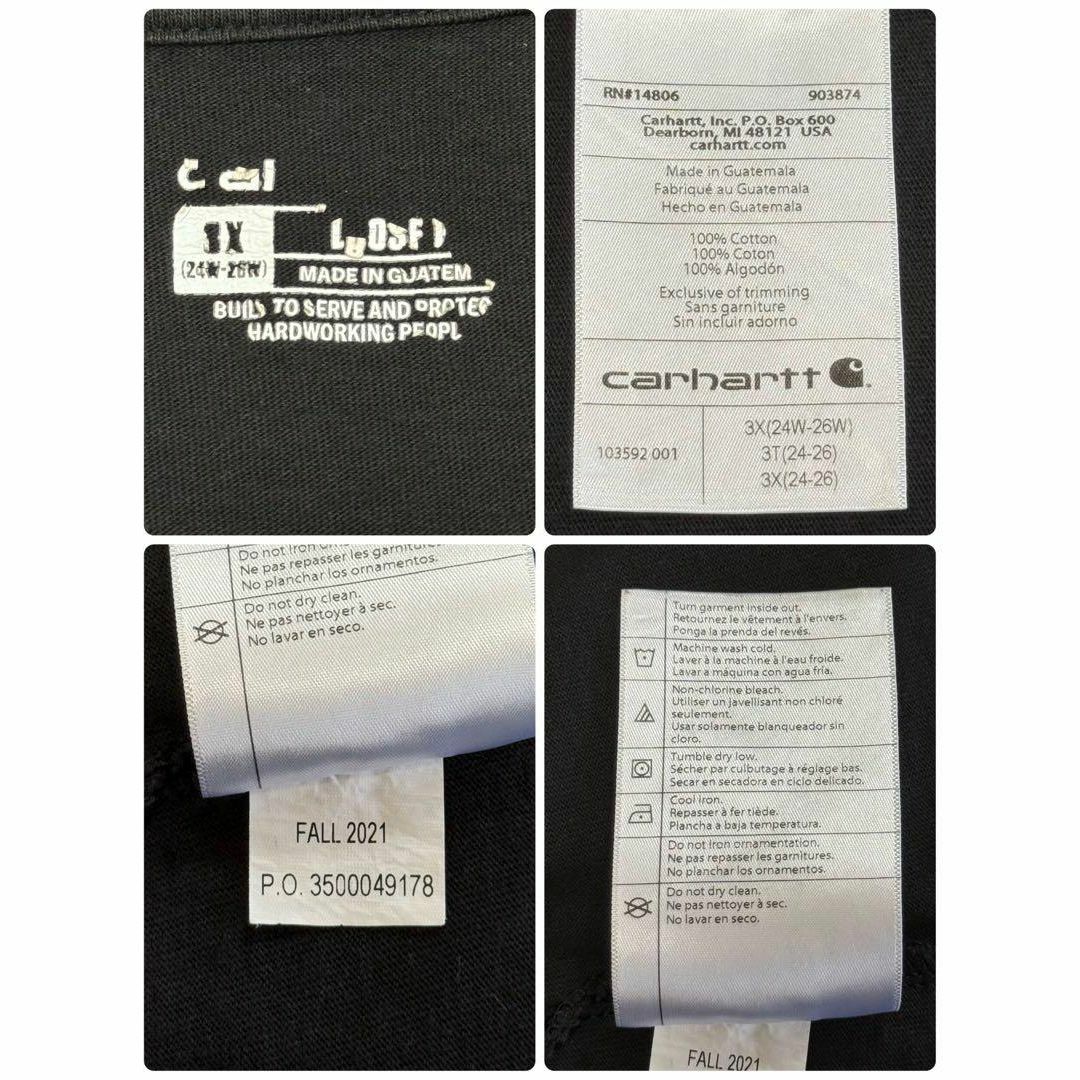 3X
(24W-26W)
MADE IN GUATEM
BUIL TO SERVE AND PROTEC
HARDWORKING PEOPL
RN#14806 903874
Carhartt, Inc. P.O. Box 600
Dearborn, MI 48121 USA
carhartt.com
Made in Guatemala
Fabriqué au Guatemala
Hecho en Guatemala
100% Cotton
100% Coton
100% Algodón
Exclusive of trimming
Sans garniture
Sin incluir adorno
carhartt
103592 001
3X(24W-26W)
3T(24-26)
3X(24-26)
Do not iron
Ne pas repasser les garnitures.
No planchar los ornamentos.
Do not dry clean.
Ne pas nettoyer à sec.
No lavar en seco.
FALL 2021
P.O. 3500049178
Turn garment inside out.
Retournez le vêtement à l'envers.
Ponga la prenda del revés.
Machine wash cold.
Laver à la machine à l'eau froide.
Lavar a máquina con agua fría.
Non-chlorine bleach.
Utiliser un javellisant non chloré
seulement.
Usar solamente blanqueador sin
cloro.
Tumble dry low.
Sécher par culbutage à réglage bas.
Secar en secadora en ciclo delicado.
Cool iron.
Repasser à fer tiède.
Plancha a baja temperatura.
Do not iron ornamentation.
Ne pas repasser les garnitures.
No planchar los ornamentos.
Do not dry clean.
Ne pas nettoyer à sec.
No lavar en seco.
FALL 2021